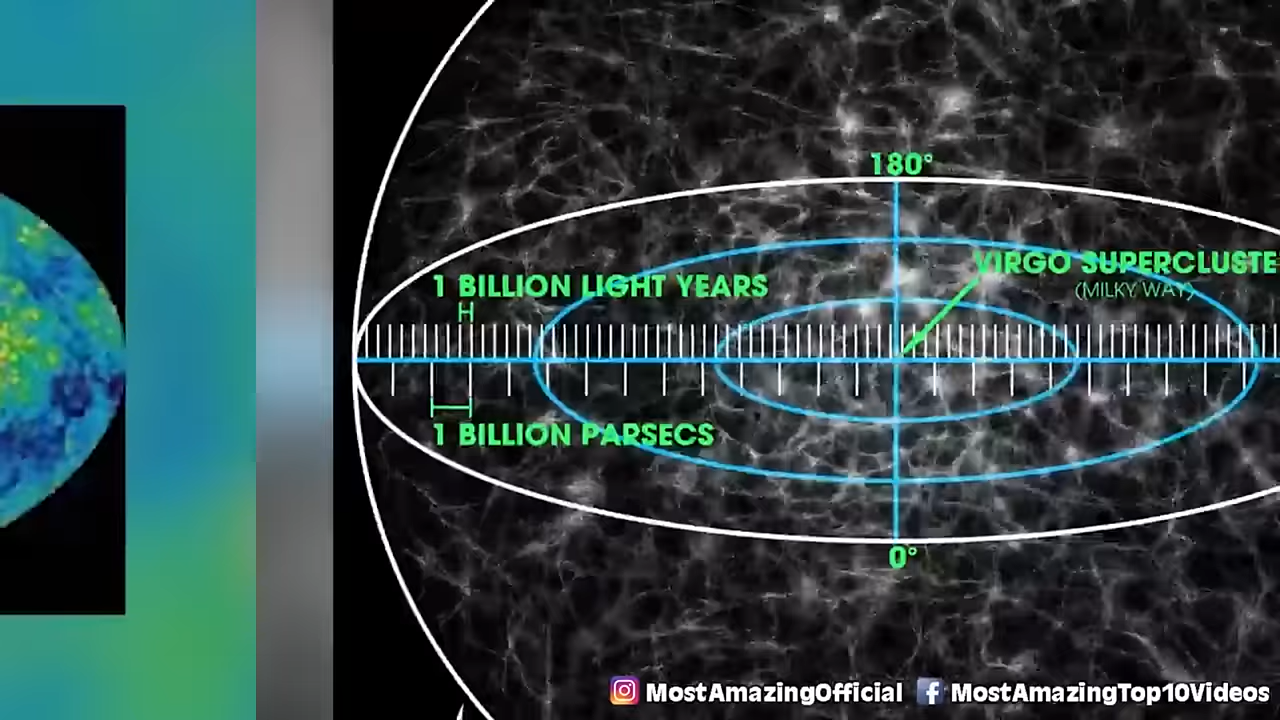 180°
VIRGO SUPERCLUSTE
(MILKY WAY)
1 BILLION LIGHT YEARS
1 BILLION PARSECS
0°
MostAmazingOfficial MostAmazingTop10Videos